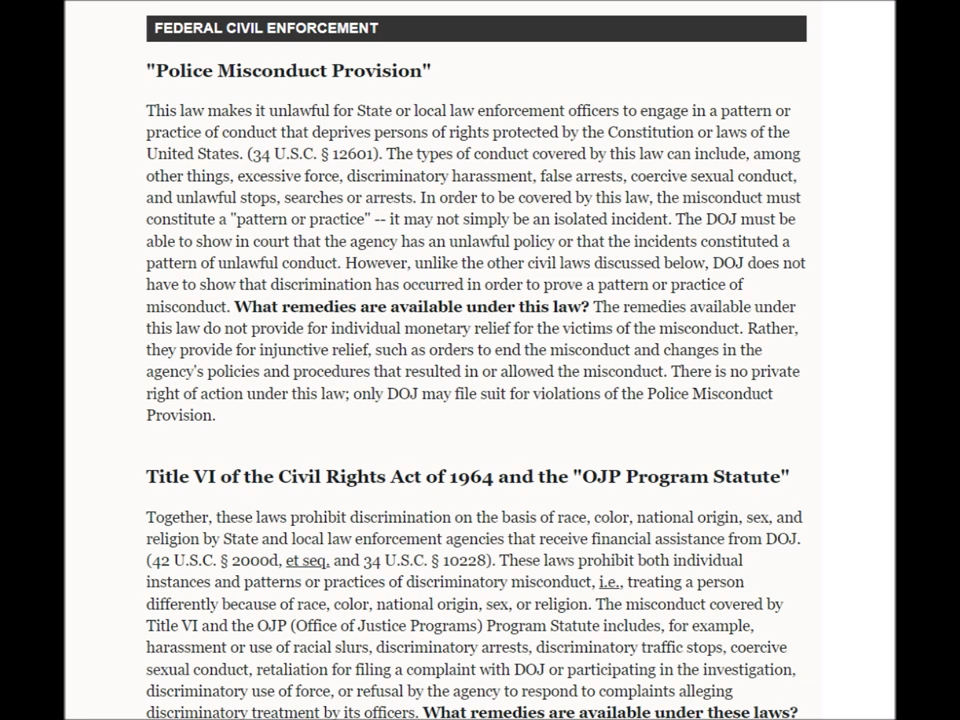 FEDERAL CIVIL ENFORCEMENT
"Police Misconduct Provision"
This law makes it unlawful for State or local law enforcement officers to engage in a pattern or
practice of conduct that deprives persons of rights protected by the Constitution or laws of the
United States. (34 U.S.C. § 12601). The types of conduct covered by this law can include, among
other things, excessive force, discriminatory harassment, false arrests, coercive sexual conduct,
and unlawful stops, searches or arrests. In order to be covered by this law, the misconduct must
constitute a "pattern or practice" -- it may not simply be an isolated incident. The DOJ must be
able to show in court that the agency has an unlawful policy or that the incidents constituted a
pattern of unlawful conduct. However, unlike the other civil laws discussed below, DOJ does not
have to show that discrimination has occurred in order to prove a pattern or practice of
misconduct. What remedies are available under this law? The remedies available under
this law do not provide for individual monetary relief for the victims of the misconduct. Rather,
they provide for injunctive relief, such as orders to end the misconduct and changes in the
agency's policies and procedures that resulted in or allowed the misconduct. There is no private
right of action under this law; only DOJ may file suit for violations of the Police Misconduct
Provision.
Title VI of the Civil Rights Act of 1964 and the "OJP Program Statute"
Together, these laws prohibit discrimination on the basis of race, color, national origin, sex, and
religion by State and local law enforcement agencies that receive financial assistance from DOJ.
(42 U.S.C. § 2000d, et seq. and 34 U.S.C. § 10228). These laws prohibit both individual
instances and patterns or practices of discriminatory misconduct, i.e., treating a person
differently because of race, color, national origin, sex, or religion. The misconduct covered by
Title VI and the OJP (Office of Justice Programs) Program Statute includes, for example,
harassment or use of racial slurs, discriminatory arrests, discriminatory traffic stops, coercive
sexual conduct, retaliation for filing a complaint with DOJ or participating in the investigation,
discriminatory use of force, or refusal by the agency to respond to complaints alleging
discriminatory treatment by its officers. What remedies are available under these laws?